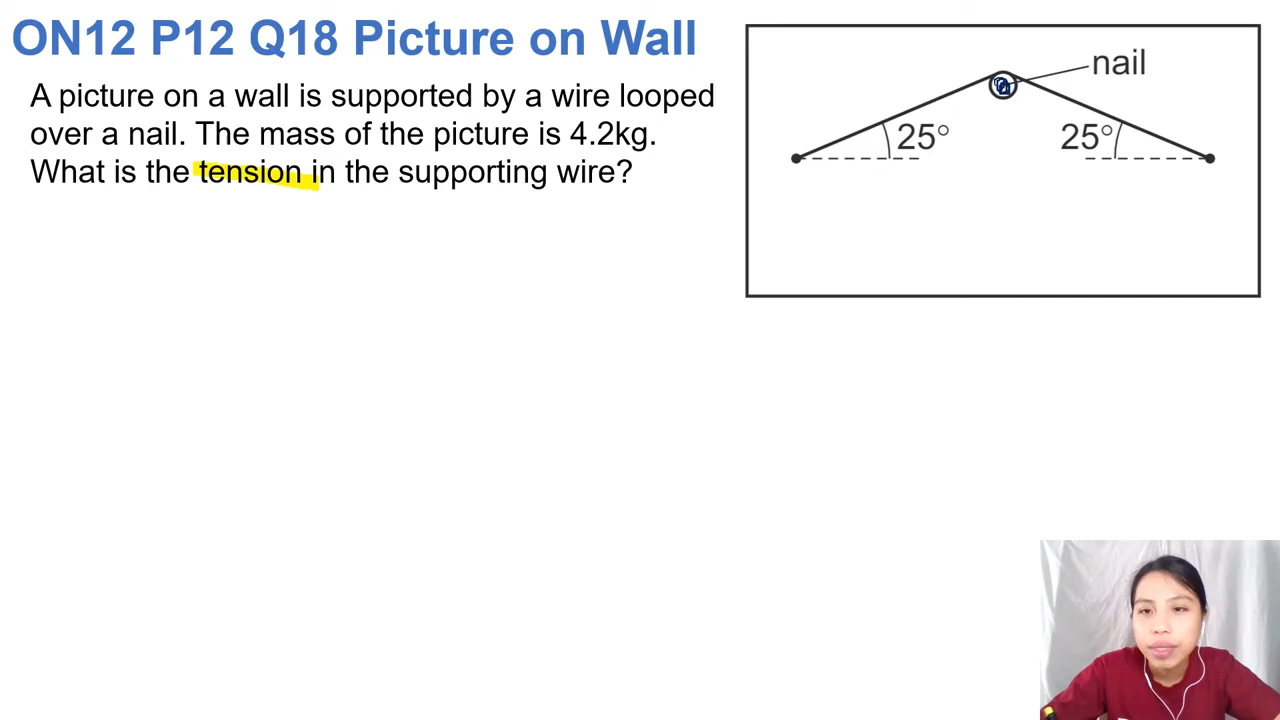 ON12 P12 Q18 Picture on Wall
A picture on a wall is supported by a wire looped
over a nail. The mass of the picture is 4.2kg.
What is the tension in the supporting wire?
nail
25°
25°